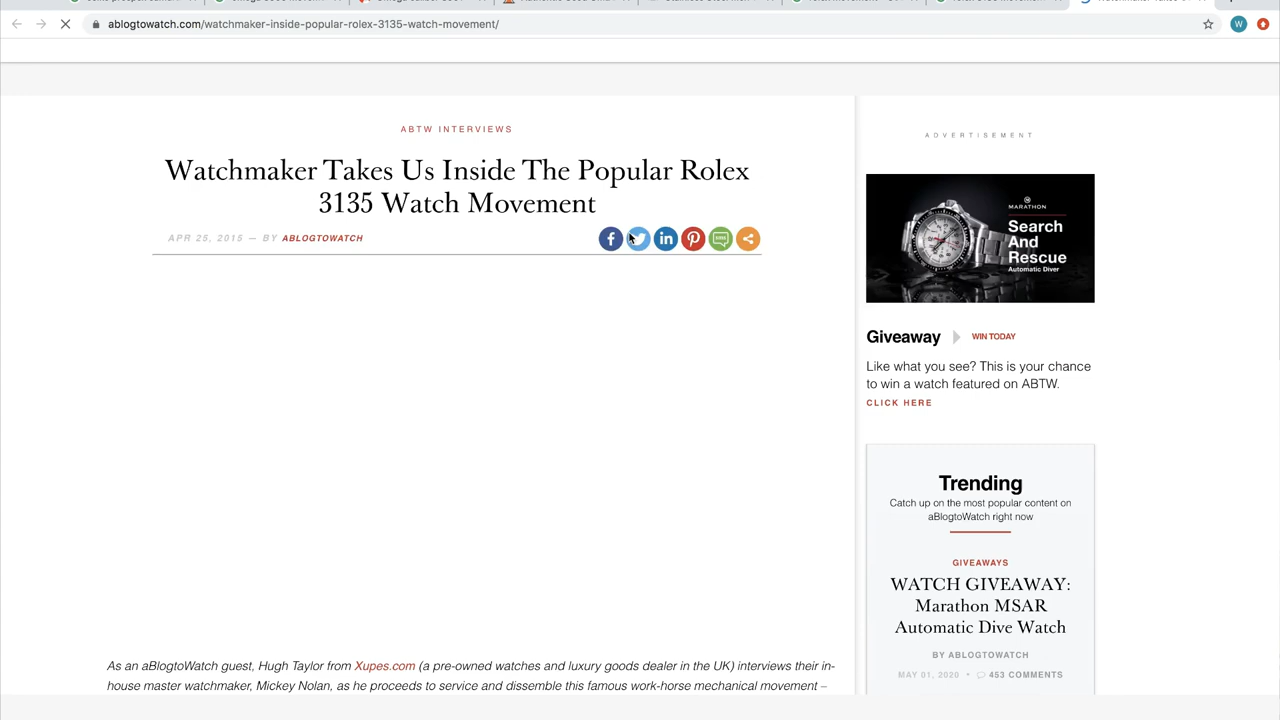 ablogtowatch.com/watchmaker-inside-popular-rolex-3135-watch-movement/
W
ABTW INTERVIEWS
Watchmaker Takes Us Inside The Popular Rolex
3135 Watch Movement
APR 25, 2015 — BY ABLOGTOWATCH
ADVERTISEMENT
MARATHON
Search
And
Rescue
Automatic Diver
Giveaway WIN TODAY
Like what you see? This is your chance
to win a watch featured on ABTW.
CLICK HERE
Trending
Catch up on the most popular content on
aBlogtoWatch right now
GIVEAWAYS
WATCH GIVEAWAY:
Marathon MSAR
Automatic Dive Watch
BY ABLOGTOWATCH
MAY 01, 2020 • 453 COMMENTS
As an aBlogtoWatch guest, Hugh Taylor from Xupes.com (a pre-owned watches and luxury goods dealer in the UK) interviews their in-
house master watchmaker, Mickey Nolan, as he proceeds to service and dissemble this famous work-horse mechanical movement –